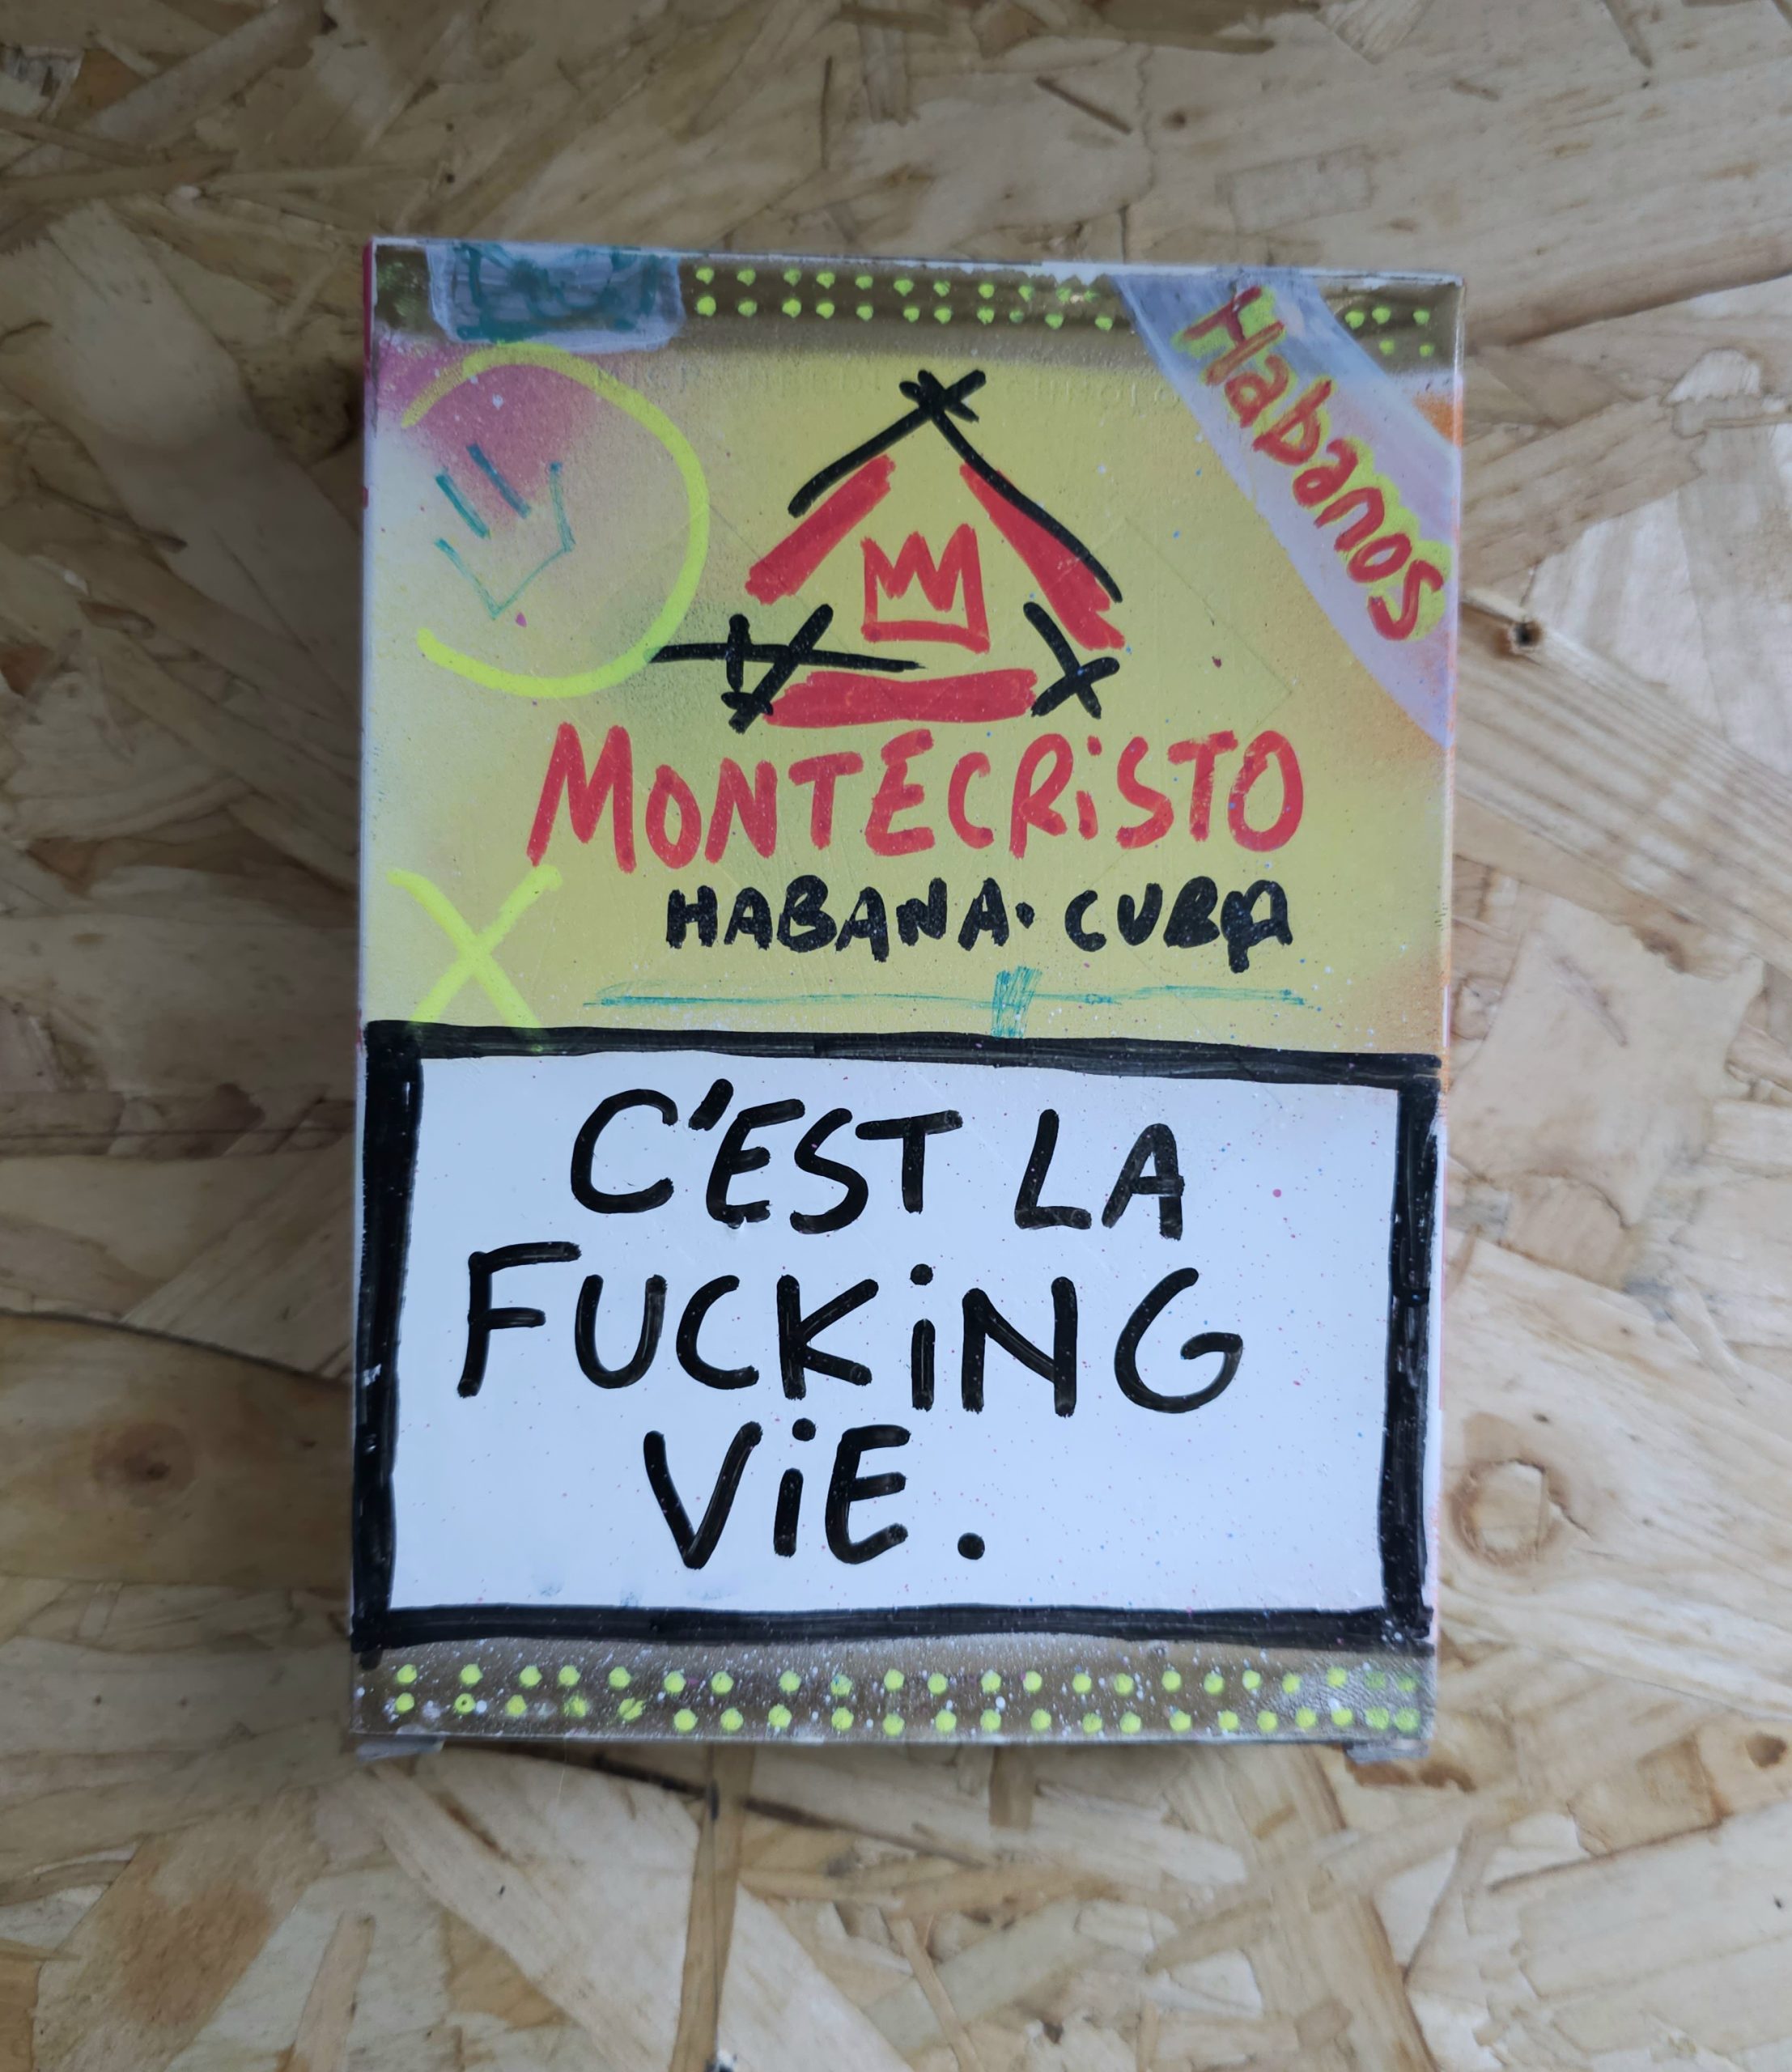 Habanos
MONTECRiSTO
HABANA · CUBA
C'EST LA
FUCKiNG
ViE.